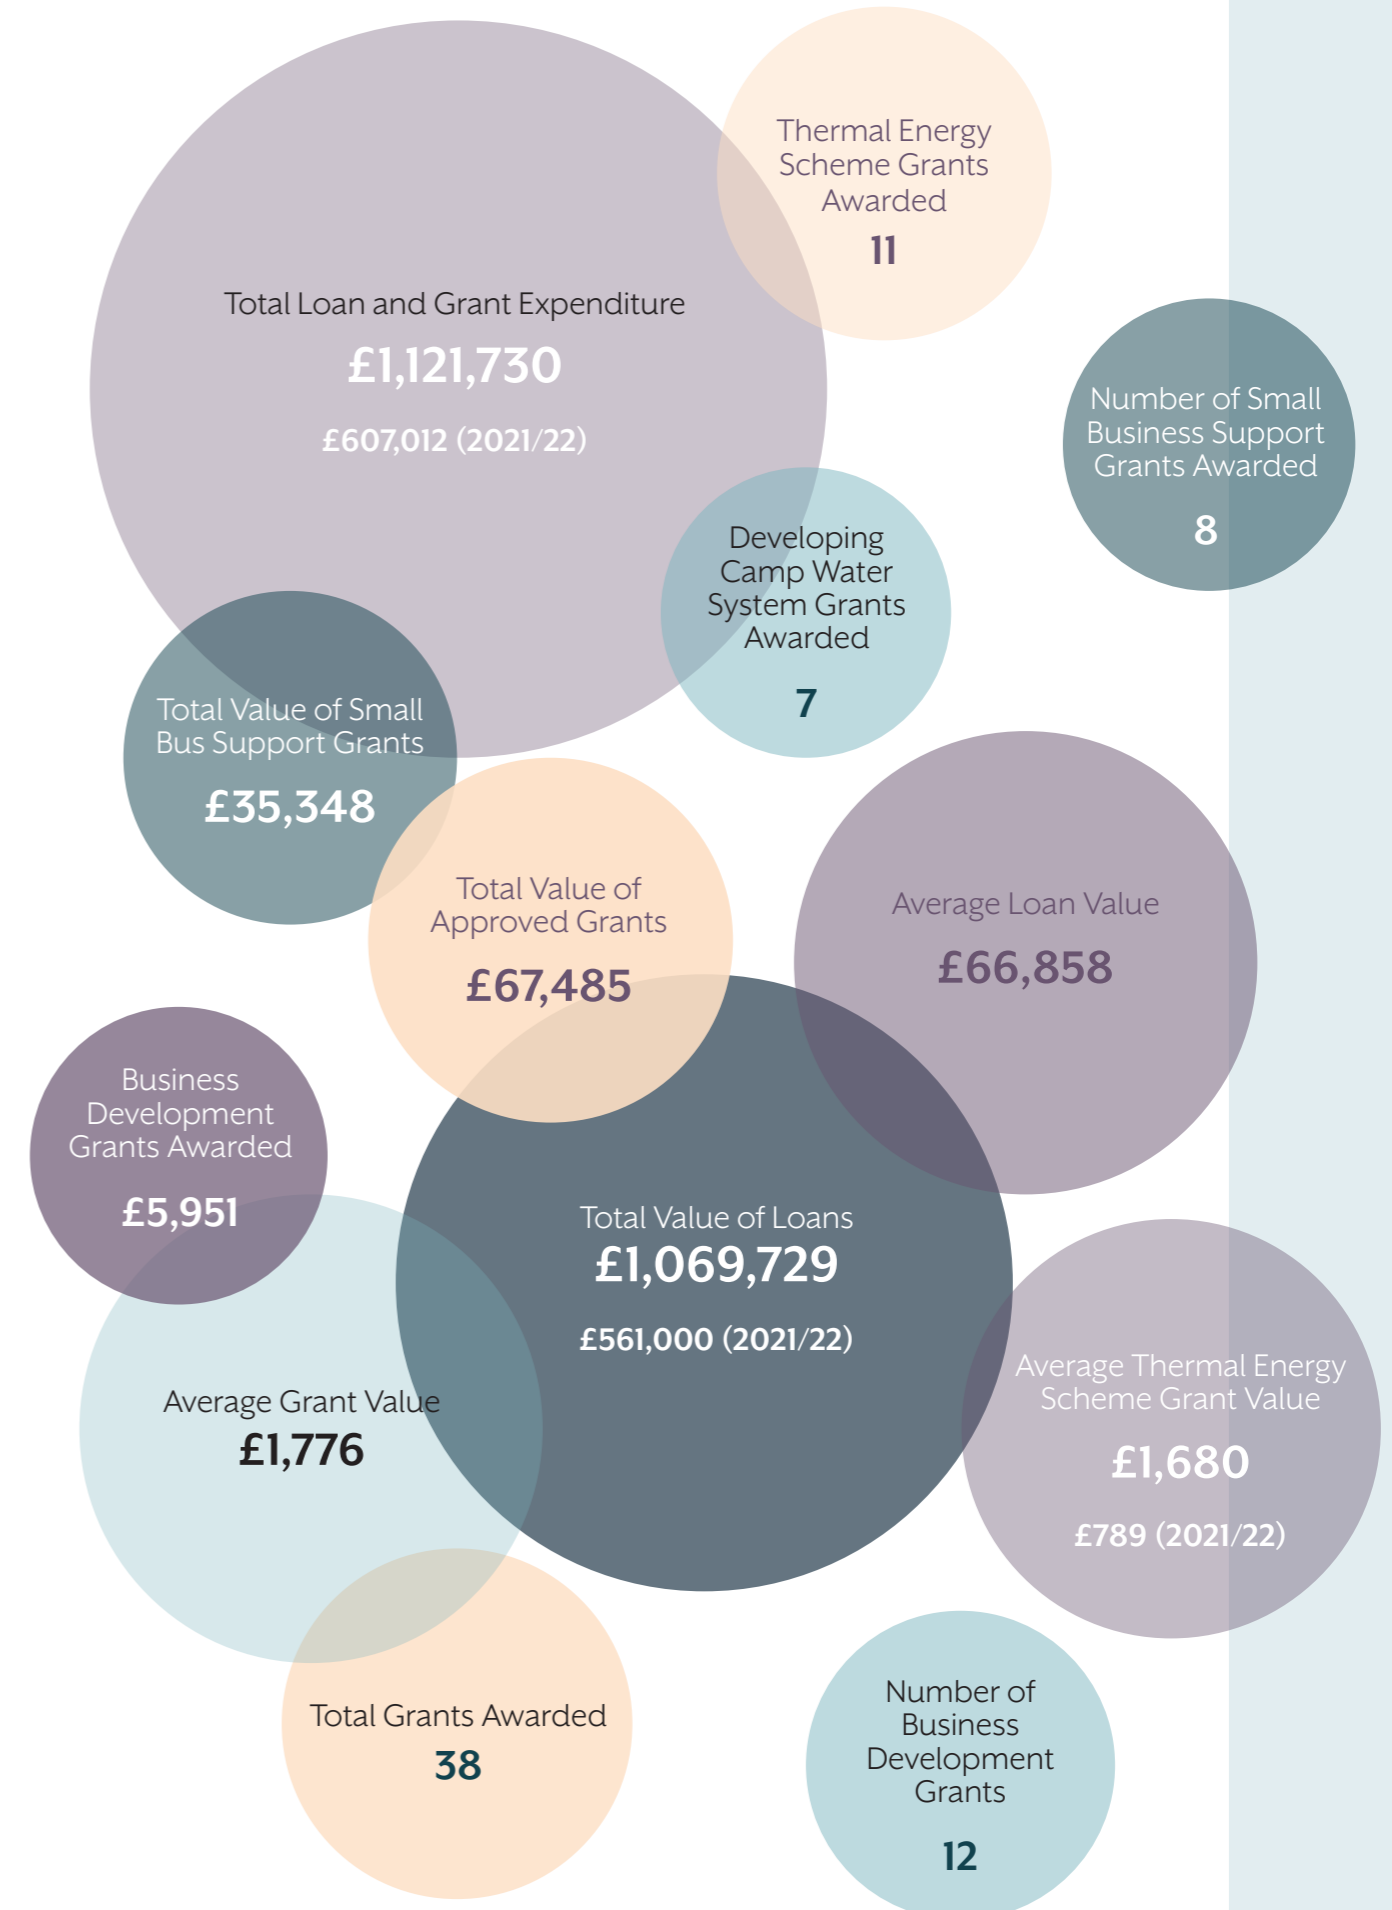 Thermal Energy
Scheme Grants
Awarded
11
Total Loan and Grant Expenditure
£1,121,730
£607,012 (2021/22)
Number of Small
Business Support
Grants Awarded
8
Developing
Camp Water
System Grants
Awarded
7
Total Value of Small
Bus Support Grants
£35,348
Total Value of
Approved Grants
£67,485
Average Loan Value
£66,858
Business
Development
Grants Awarded
£5,951
Total Value of Loans
£1,069,729
£561,000 (2021/22)
Average Thermal Energy
Scheme Grant Value
£1,680
£789 (2021/22)
Average Grant Value
£1,776
Total Grants Awarded
38
Number of
Business
Development
Grants
12